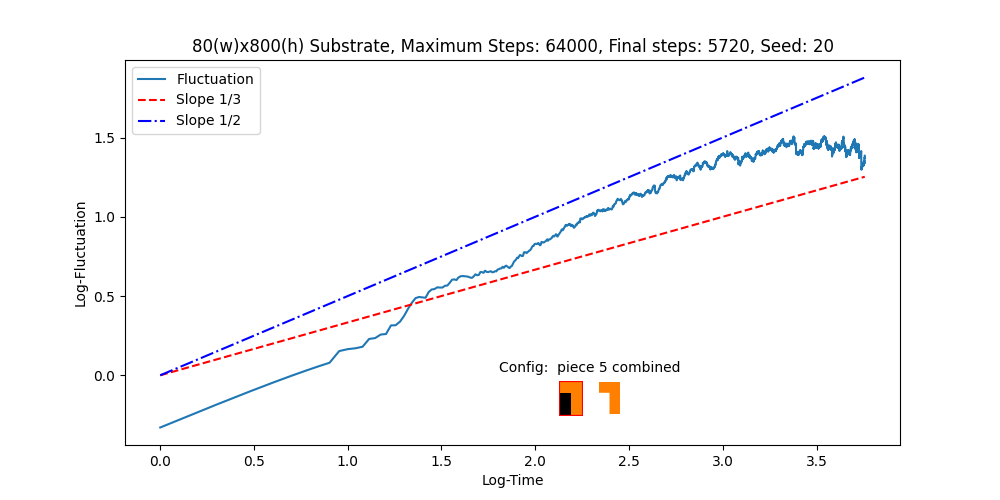 80(w)x800(h) Substrate, Maximum Steps: 64000, Final steps: 5720, Seed: 20
Fluctuation
Slope 1/3
Slope 1/2
Log-Fluctuation
1.5
1.0
0.5
0.0
Config:  piece 5 combined
0.0 0.5 1.0 1.5 2.0 2.5 3.0 3.5
Log-Time